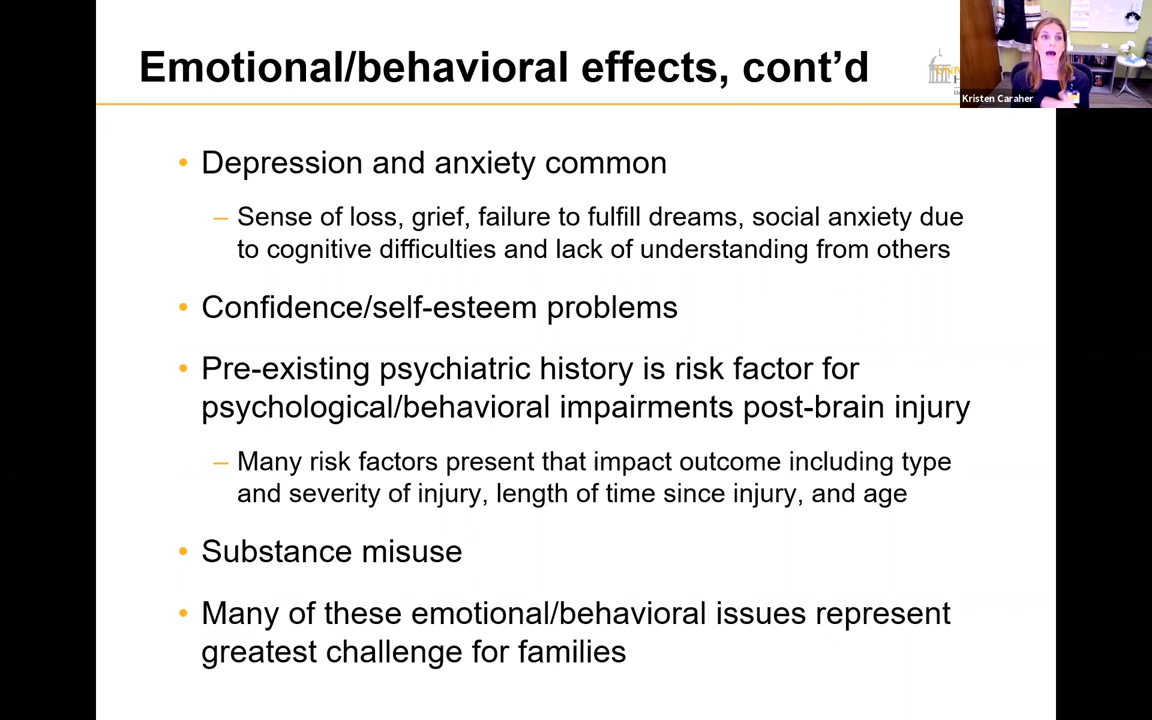 Emotional/behavioral effects, cont’d
Kristen Caraher
• Depression and anxiety common
– Sense of loss, grief, failure to fulfill dreams, social anxiety due
to cognitive difficulties and lack of understanding from others
• Confidence/self-esteem problems
• Pre-existing psychiatric history is risk factor for
psychological/behavioral impairments post-brain injury
– Many risk factors present that impact outcome including type
and severity of injury, length of time since injury, and age
• Substance misuse
• Many of these emotional/behavioral issues represent
greatest challenge for families